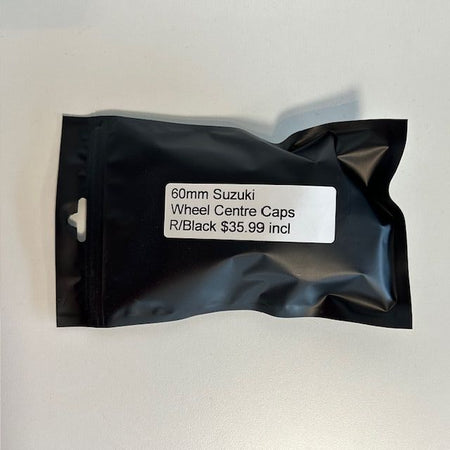 60mm Suzuki
Wheel Centre Caps
R/Black $35.99 incl